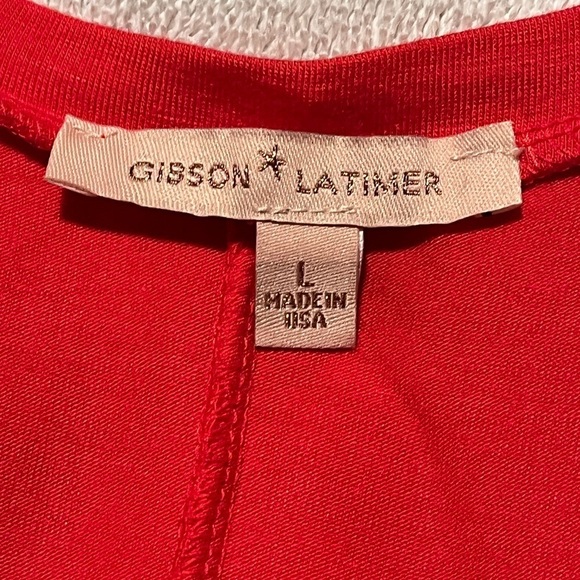 GIBSON * LATIMER
L
MADE IN
USA